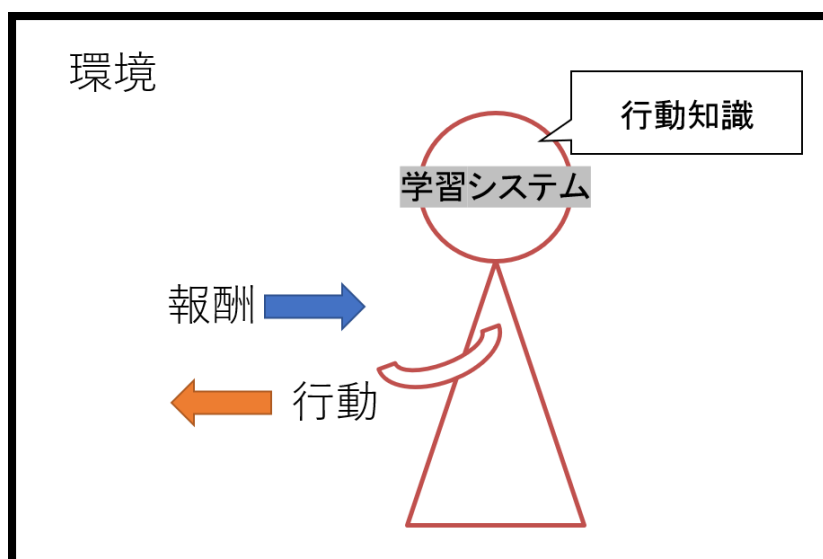 環境
行動知識
学習システム
報酬
行動